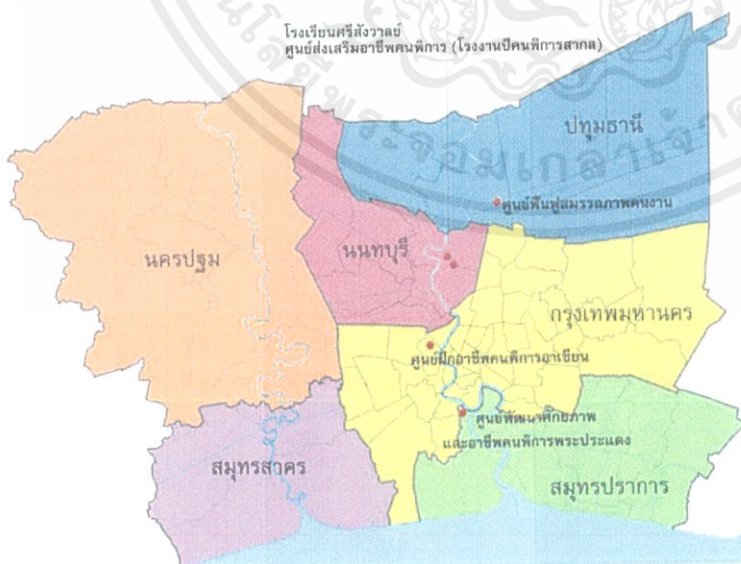 โรงเรียนศรีสังวาลย์
ศูนย์ส่งเสริมอาชีพคนพิการ (โรงงานปีคนพิการสากล)
ปทุมธานี
ศูนย์ฟื้นฟูสมรรถภาพคนงาน
นครปฐม
นนทบุรี
กรุงเทพมหานคร
ศูนย์ฝึกอาชีพคนพิการอาเซียน
ศูนย์พัฒนาศักยภาพ
และอาชีพคนพิการพระประแดง
สมุทรสาคร
สมุทรปราการ